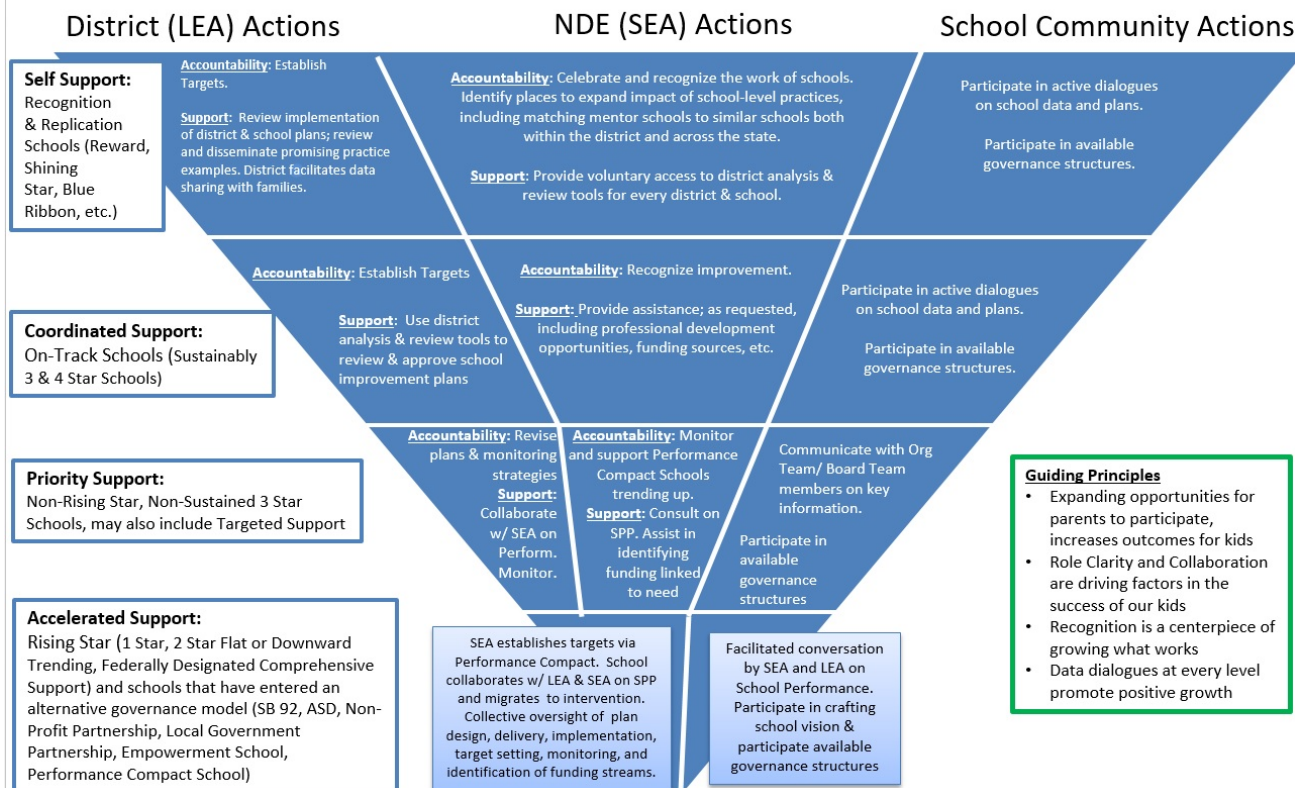 District (LEA) Actions
NDE (SEA) Actions
School Community Actions
Self Support:
Recognition
& Replication
Schools (Reward,
Shining
Star, Blue
Ribbon, etc.)
Accountability: Establish
Targets.
Support: Review implementation
of district & school plans; review
and disseminate promising practice
examples. District facilitates data
sharing with families.
Accountability: Celebrate and recognize the work of schools.
Identify places to expand impact of school-level practices,
including matching mentor schools to similar schools both
within the district and across the state.
Support: Provide voluntary access to district analysis &
review tools for every district & school.
Participate in active dialogues
on school data and plans.
Participate in available
governance structures.
Coordinated Support:
On-Track Schools (Sustainably
3 & 4 Star Schools)
Accountability: Establish Targets
Support: Use district
analysis & review tools to
review & approve school
improvement plans
Accountability: Recognize improvement.
Support: Provide assistance; as requested,
including professional development
opportunities, funding sources, etc.
Participate in active dialogues
on school data and plans.
Participate in available
governance structures.
Priority Support:
Non-Rising Star, Non-Sustained 3 Star
Schools, may also include Targeted Support
Accountability: Revise
plans & monitoring
strategies
Support:
Collaborate
w/ SEA on
Perform.
Monitor.
Accountability: Monitor
and support Performance
Compact Schools
trending up.
Support: Consult on
SPP. Assist in
identifying
funding linked
to need
Communicate with Org
Team/ Board Team
members on key
information.
Participate in
available
governance
structures
Guiding Principles
• Expanding opportunities for
parents to participate,
increases outcomes for kids
• Role Clarity and Collaboration
are driving factors in the
success of our kids
• Recognition is a centerpiece of
growing what works
• Data dialogues at every level
promote positive growth
Accelerated Support:
Rising Star (1 Star, 2 Star Flat or Downward
Trending, Federally Designated Comprehensive
Support) and schools that have entered an
alternative governance model (SB 92, ASD, Non-
Profit Partnership, Local Government
Partnership, Empowerment School,
Performance Compact School)
SEA establishes targets via
Performance Compact. School
collaborates w/ LEA & SEA on SPP
and migrates to intervention.
Collective oversight of plan
design, delivery, implementation,
target setting, monitoring, and
identification of funding streams.
Facilitated conversation
by SEA and LEA on
School Performance.
Participate in crafting
school vision &
participate available
governance structures